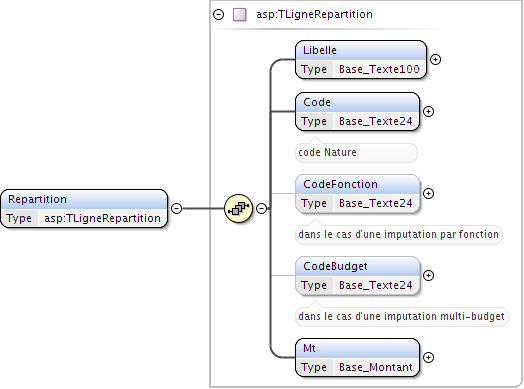 asp:TLigneRepartition
Libelle
Type Base_Texte100
Code
Type Base_Texte24
code Nature
CodeFonction
Type Base_Texte24
dans le cas d'une imputation par fonction
Repartition
Type asp:TLigneRepartition
CodeBudget
Type Base_Texte24
dans le cas d'une imputation multi-budget
Mt
Type Base_Montant